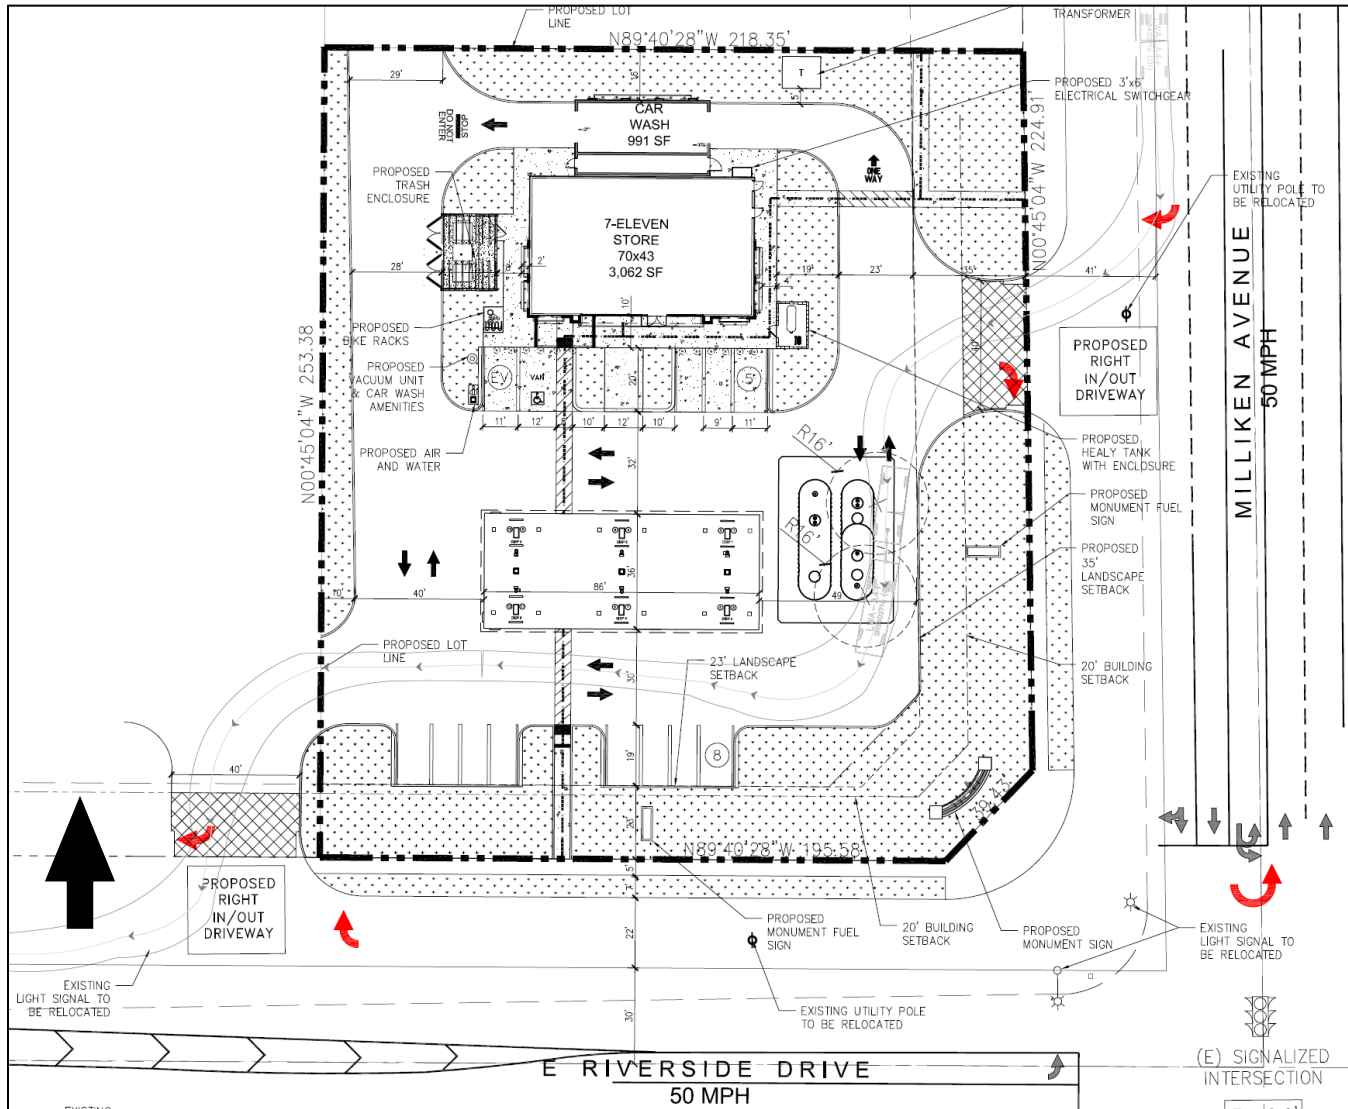 PROPOSED LOT
LINE
N89°40'28"W 218.35'
TRANSFORMER
T
15'
5'
29'
DO NOT
ENTER
STOP
CAR
WASH
991 SF
PROPOSED 3'x6'
ELECTRICAL SWITCHGEAR
N00°45'04"W 224.91
PROPOSED
TRASH
ENCLOSURE
ONE
WAY
EXISTING
UTILITY POLE TO
BE RELOCATED
7-ELEVEN
STORE
70x43
3,062 SF
28'
8'
2'
19'
4'
23'
35'
41'
10'
MILLIKEN AVENUE
50 MPH
N00°45'04"W 253.38
PROPOSED
BIKE RACKS
PROPOSED
VACUUM UNIT
& CAR WASH
AMENITIES
EV
VAN
20'
5
40'
PROPOSED
RIGHT
IN/OUT
DRIVEWAY
11'
12'
10'
12'
10'
9'
11'
PROPOSED AIR
AND WATER
32'
R16'
PROPOSED
HEALY TANK
WITH ENCLOSURE
PROPOSED
MONUMENT FUEL
SIGN
R16'
PROPOSED
35'
LANDSCAPE
SETBACK
36'
86'
10'
40'
49'
PROPOSED LOT
LINE
23' LANDSCAPE
SETBACK
30'
20' BUILDING
SETBACK
8
19'
40'
39.43'
23'
N89°40'28"W 195.58'
5'
7'
PROPOSED
RIGHT
IN/OUT
DRIVEWAY
PROPOSED
MONUMENT FUEL
SIGN
20' BUILDING
SETBACK
PROPOSED
MONUMENT SIGN
EXISTING
LIGHT SIGNAL TO
BE RELOCATED
22'
EXISTING
LIGHT SIGNAL TO
BE RELOCATED
EXISTING UTILITY POLE
TO BE RELOCATED
30'
E RIVERSIDE DRIVE
50 MPH
(E) SIGNALIZED
INTERSECTION